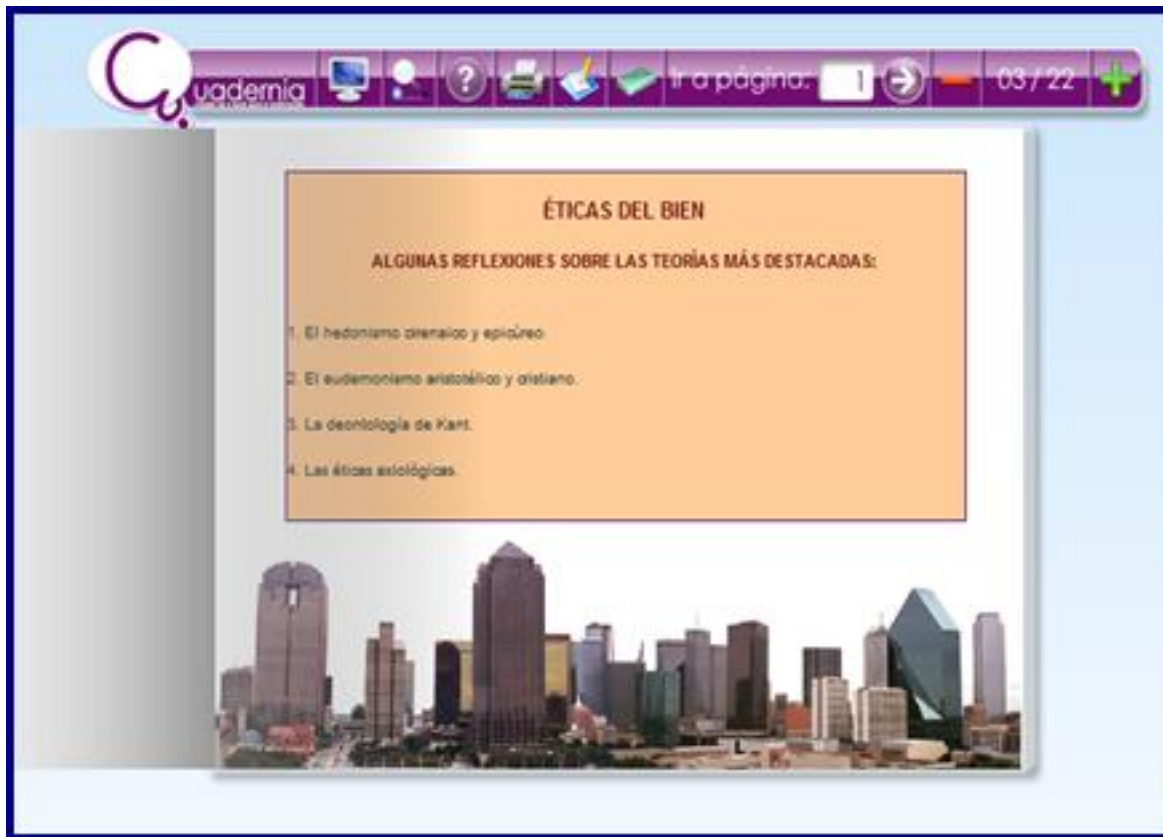 Cuadernia
Ir a página: 1 03 / 22
ÉTICAS DEL BIEN
ALGUNAS REFLEXIONES SOBRE LAS TEORÍAS MÁS DESTACADAS:
1. El hedonismo cirenaico y epicúreo.
2. El eudemonismo aristotélico y cristiano.
3. La deontología de Kant.
4. Las éticas axiológicas.